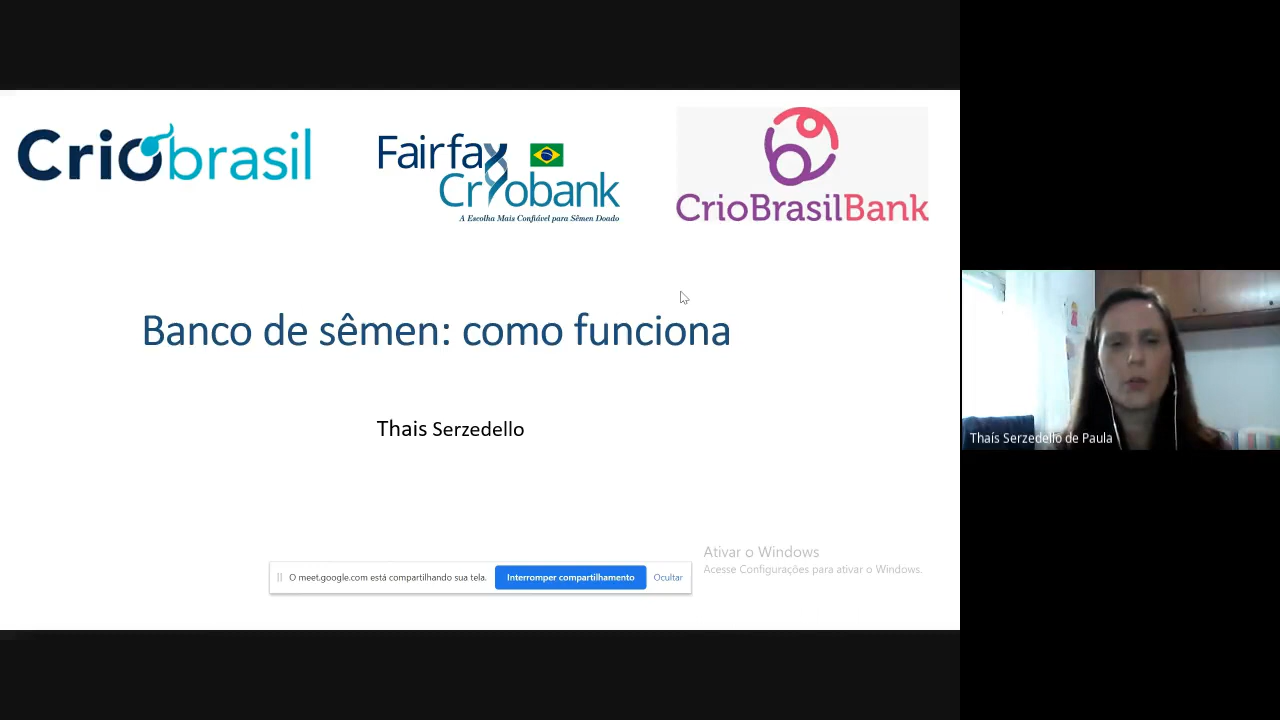 Criobrasil
Fairfax
Cryobank
A Escolha Mais Confiável para Sêmen Doado
CrioBrasilBank
Banco de sêmen: como funciona
Thais Serzedello
Thaís Serzedello de Paula
Ativar o Windows
Acesse Configurações para ativar o Windows.
O meet.google.com está compartilhando sua tela. Interromper compartilhamento Ocultar